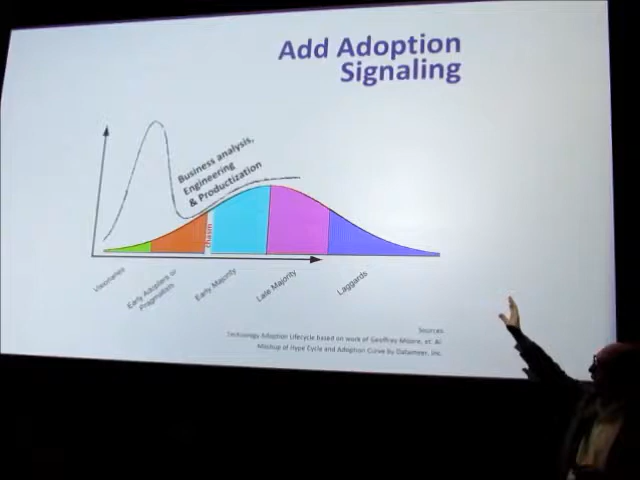 Add Adoption
Signaling
Business analysis,
Engineering
& Productization
chasm
Visionaries
Early Adopters or
Pragmatism
Early Majority
Late Majority
Laggards
Sources
Technology Adoption Lifecycle based on work of Geoffrey Moore, et. Al
Mashup of Hype Cycle and Adoption Curve by Datameer, Inc.